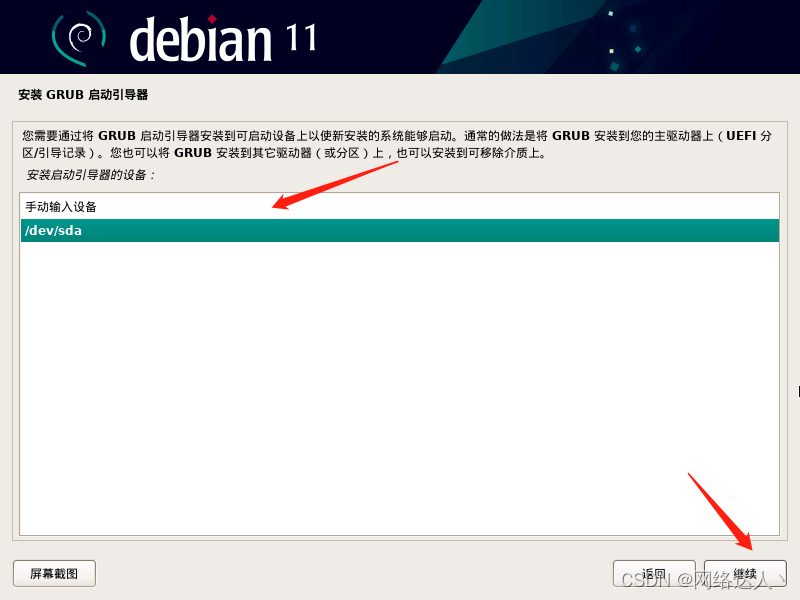 debian 11
安装 GRUB 启动引导器
您需要通过将 GRUB 启动引导器安装到可启动设备上以使新安装的系统能够启动。通常的做法是将 GRUB 安装到您的主驱动器上（UEFI 分
区/引导记录）。您也可以将 GRUB 安装到其它驱动器（或分区）上，也可以安装到可移除介质上。
安装启动引导器的设备：
手动输入设备
/dev/sda
屏幕截图
返回
继续
CSDN @网络达人